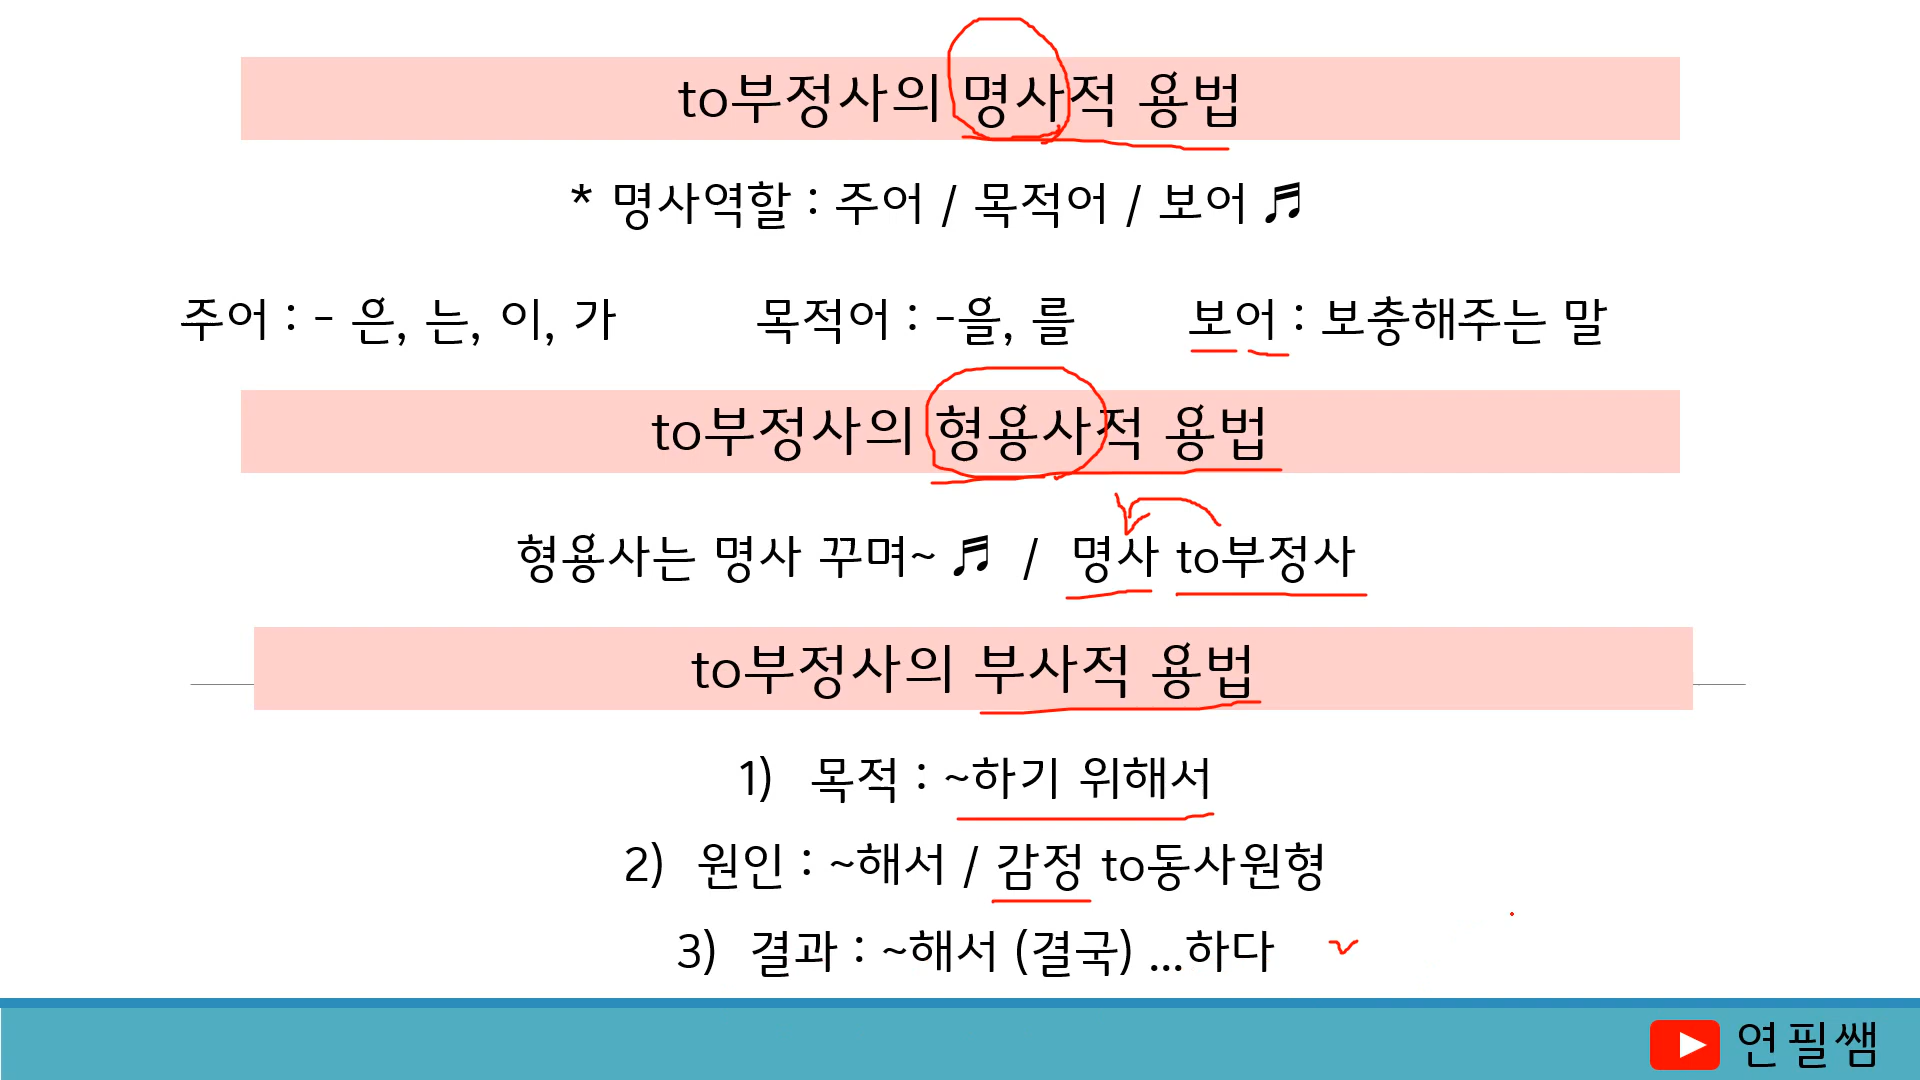 to부정사의 명사적 용법
* 명사역할 : 주어 / 목적어 / 보어 ♬
주어 : - 은, 는, 이, 가 목적어 : -을, 를 보어 : 보충해주는 말
to부정사의 형용사적 용법
형용사는 명사 꾸며~ ♬ / 명사 to부정사
to부정사의 부사적 용법
1) 목적 : ~하기 위해서
2) 원인 : ~해서 / 감정 to동사원형
3) 결과 : ~해서 (결국) ...하다
연필쌤